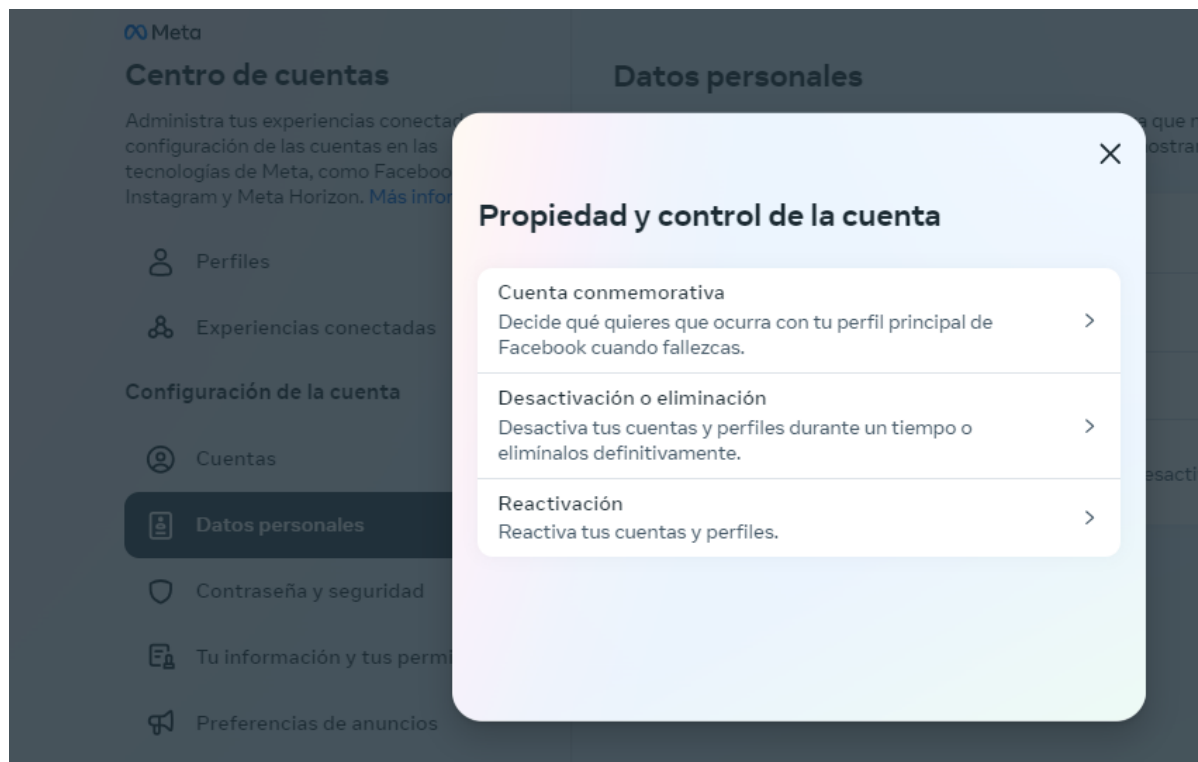 Meta
Centro de cuentas
Administra tus experiencias
configuración de las cuentas en las
tecnologías de Meta, como
Instagram y Meta Horizon. Más
Perfiles
Experiencias conectadas
Configuración de la cuenta
Cuentas
Datos personales
Contraseña y seguridad
Tu información y tus
Preferencias de anuncios
Datos personales
a que
Propiedad y control de la cuenta
Cuenta conmemorativa
Decide qué quieres que ocurra con tu perfil principal de
Facebook cuando fallezcas.
Desactivación o eliminación
Desactiva tus cuentas y perfiles durante un tiempo o
elimínalos definitivamente.
Reactivación
Reactiva tus cuentas y perfiles.